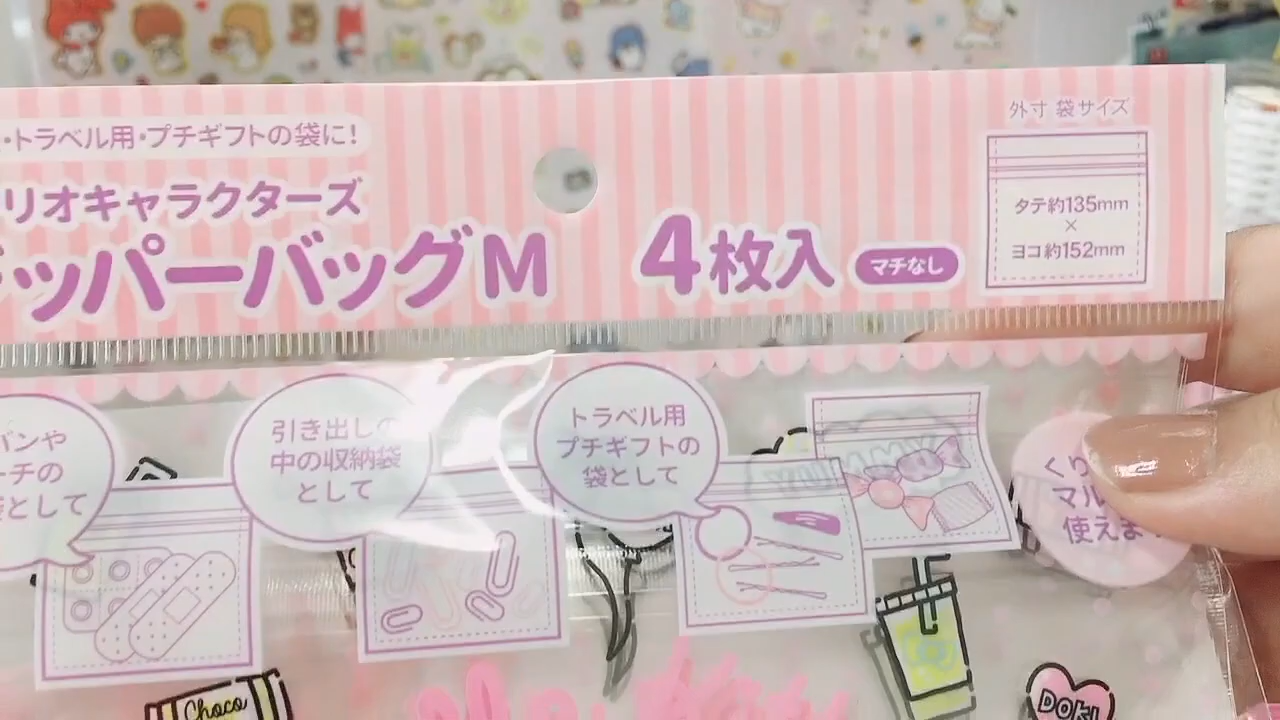 ・トラベル用・プチギフトの袋に!
リオキャラクターズ
ッパーバッグM
4枚入
マチなし
外寸 袋サイズ
タテ約135mm
×
ヨコ約152mm
バンや
ーチの
として
引き出しの
中の収納袋
として
トラベル用
プチギフトの
袋として
YUMMY
くり
マル
使えま
Choco
DOKI